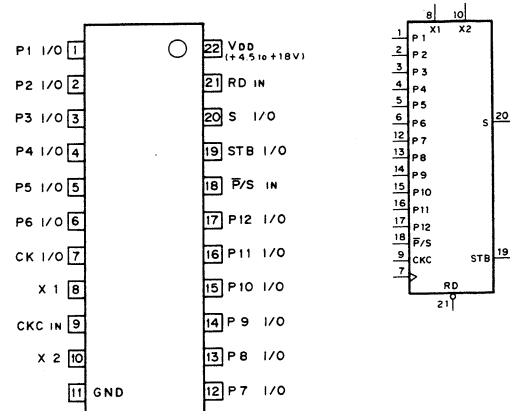 P1 I/O 1
P2 I/O 2
P3 I/O 3
P4 I/O 4
P5 I/O 5
P6 I/O 6
CK I/O 7
X 1 8
CKC IN 9
X 2 10
11 GND
22 VDD
(+4.5 to +18V)
21 RD IN
20 S I/O
19 STB I/O
18 P̅/S IN
17 P12 I/O
16 P11 I/O
15 P10 I/O
14 P 9 I/O
13 P 8 I/O
12 P 7 I/O
8 10
X1 X2
1 P1
2 P2
3 P3
4 P4
5 P5
6 P6
12 P7
13 P8
14 P9
15 P10
16 P11
17 P12
18 P̅/S
9 CKC
7
S 20
STB 19
RD
21